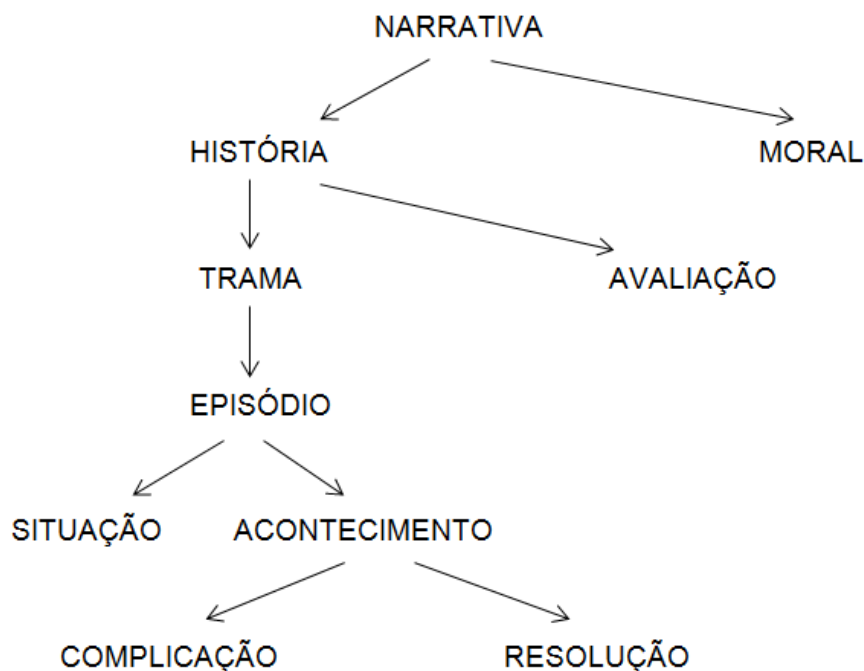 NARRATIVA
HISTÓRIA MORAL
TRAMA AVALIAÇÃO
EPISÓDIO
SITUAÇÃO ACONTECIMENTO
COMPLICAÇÃO RESOLUÇÃO